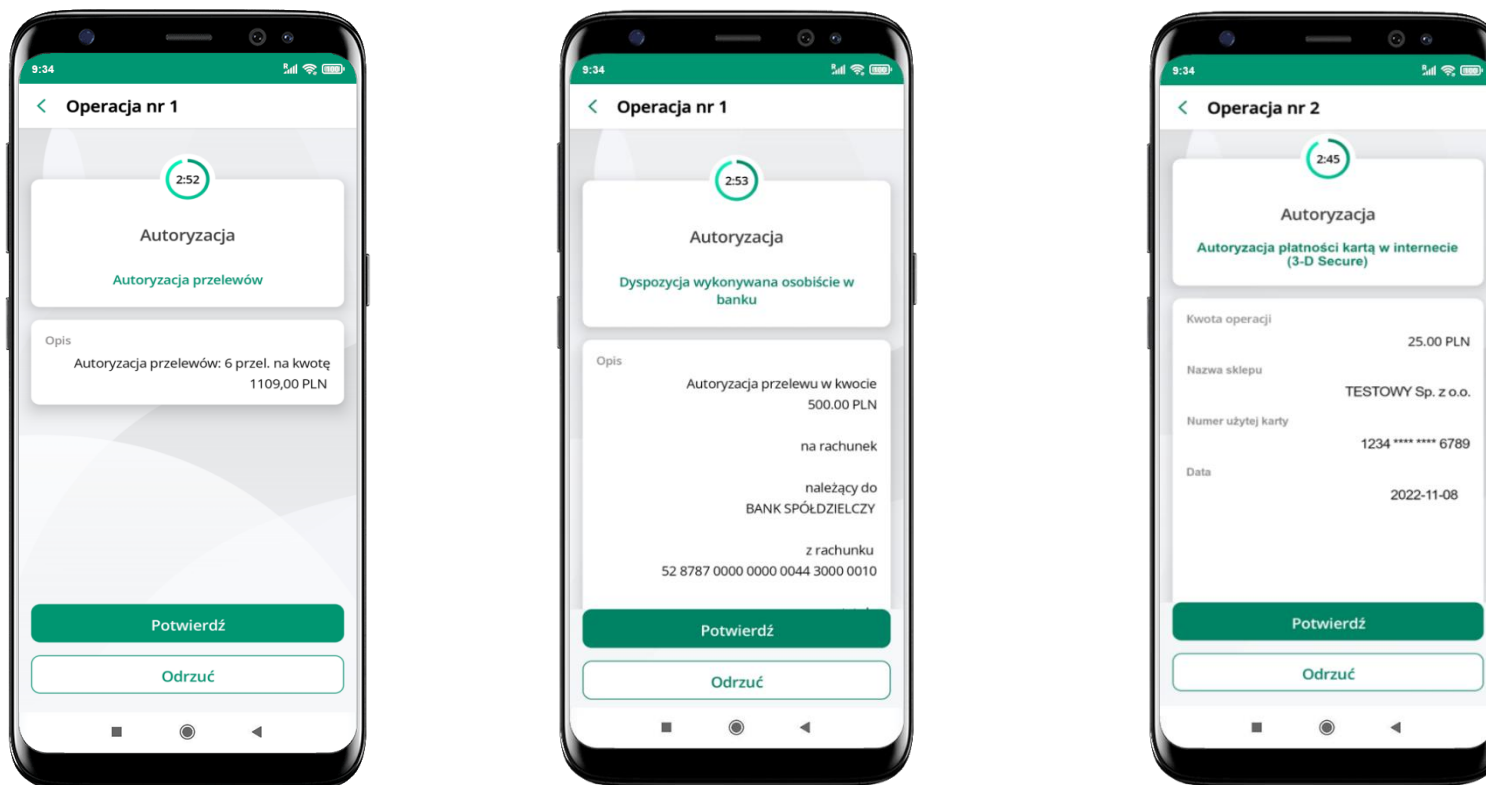 9:34
Operacja nr 1
2:52
Autoryzacja
Autoryzacja przelewów
Opis
Autoryzacja przelewów: 6 przel. na kwotę
1109,00 PLN
Potwierdź
Odrzuć
9:34
Operacja nr 1
2:53
Autoryzacja
Dyspozycja wykonywana osobiście w
banku
Opis
Autoryzacja przelewu w kwocie
500.00 PLN
na rachunek
należący do
BANK SPÓŁDZIELCZY
z rachunku
52 8787 0000 0000 0044 3000 0010
Potwierdź
Odrzuć
9:34
Operacja nr 2
2:45
Autoryzacja
Autoryzacja płatności kartą w internecie
(3-D Secure)
Kwota operacji
25.00 PLN
Nazwa sklepu
TESTOWY Sp. z o.o.
Numer użytej karty
1234 **** **** 6789
Data
2022-11-08
Potwierdź
Odrzuć